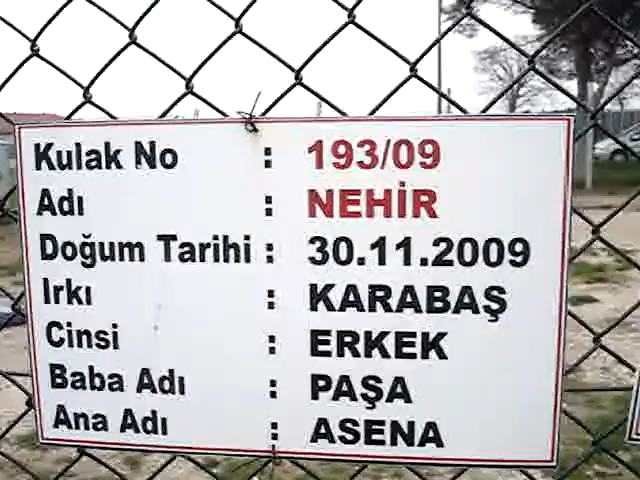 Kulak No : 193/09
Adı : NEHİR
Doğum Tarihi : 30.11.2009
Irkı : KARABAŞ
Cinsi : ERKEK
Baba Adı : PAŞA
Ana Adı : ASENA